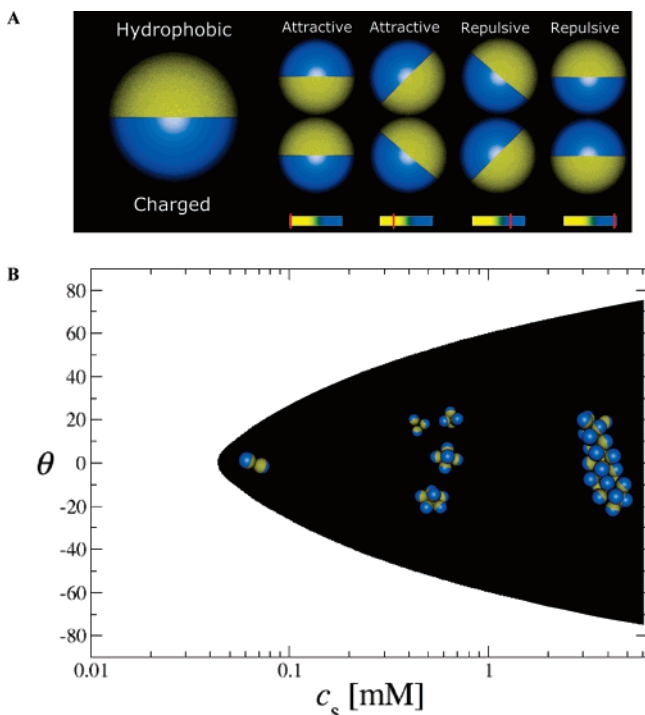 A
Hydrophobic
Charged
Attractive Attractive Repulsive Repulsive
B
80
60
40
20
0
-20
-40
-60
-80
θ
0.01 0.1 1
cs [mM]